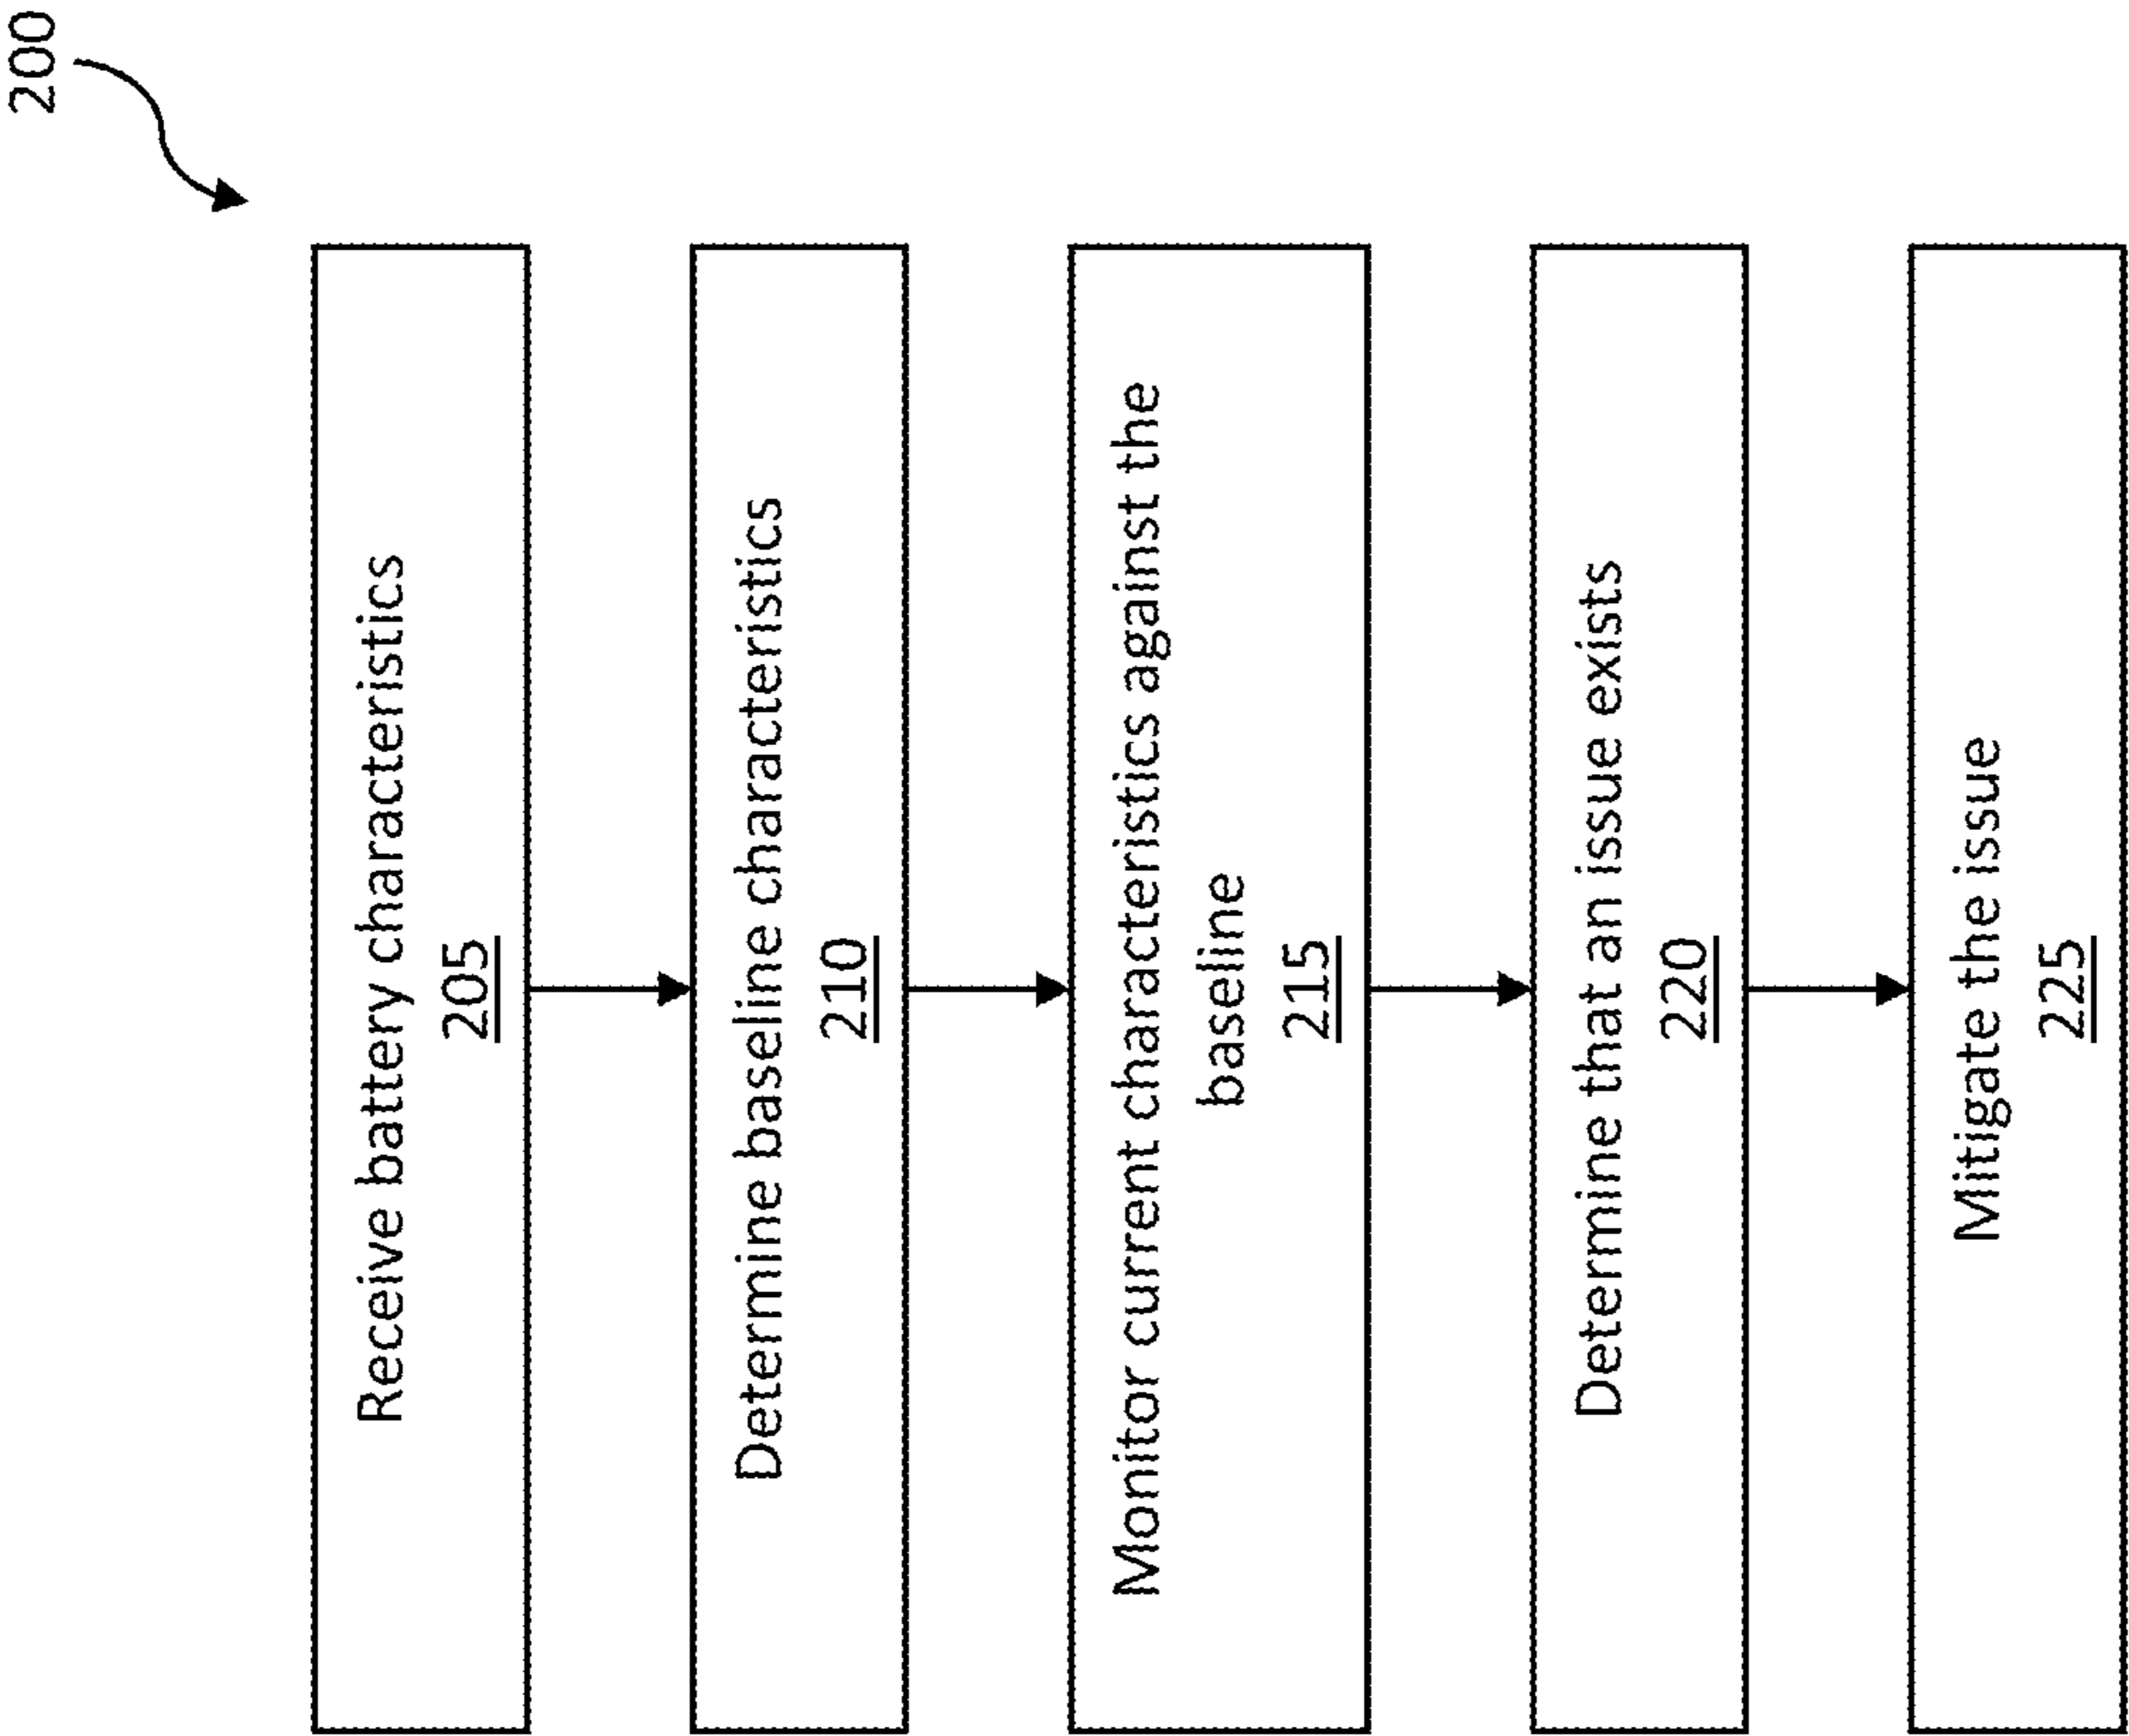 200
Receive battery characteristics
205
Determine baseline characteristics
210
Monitor current characteristics against the
baseline
215
Determine that an issue exists
220
Mitigate the issue
225